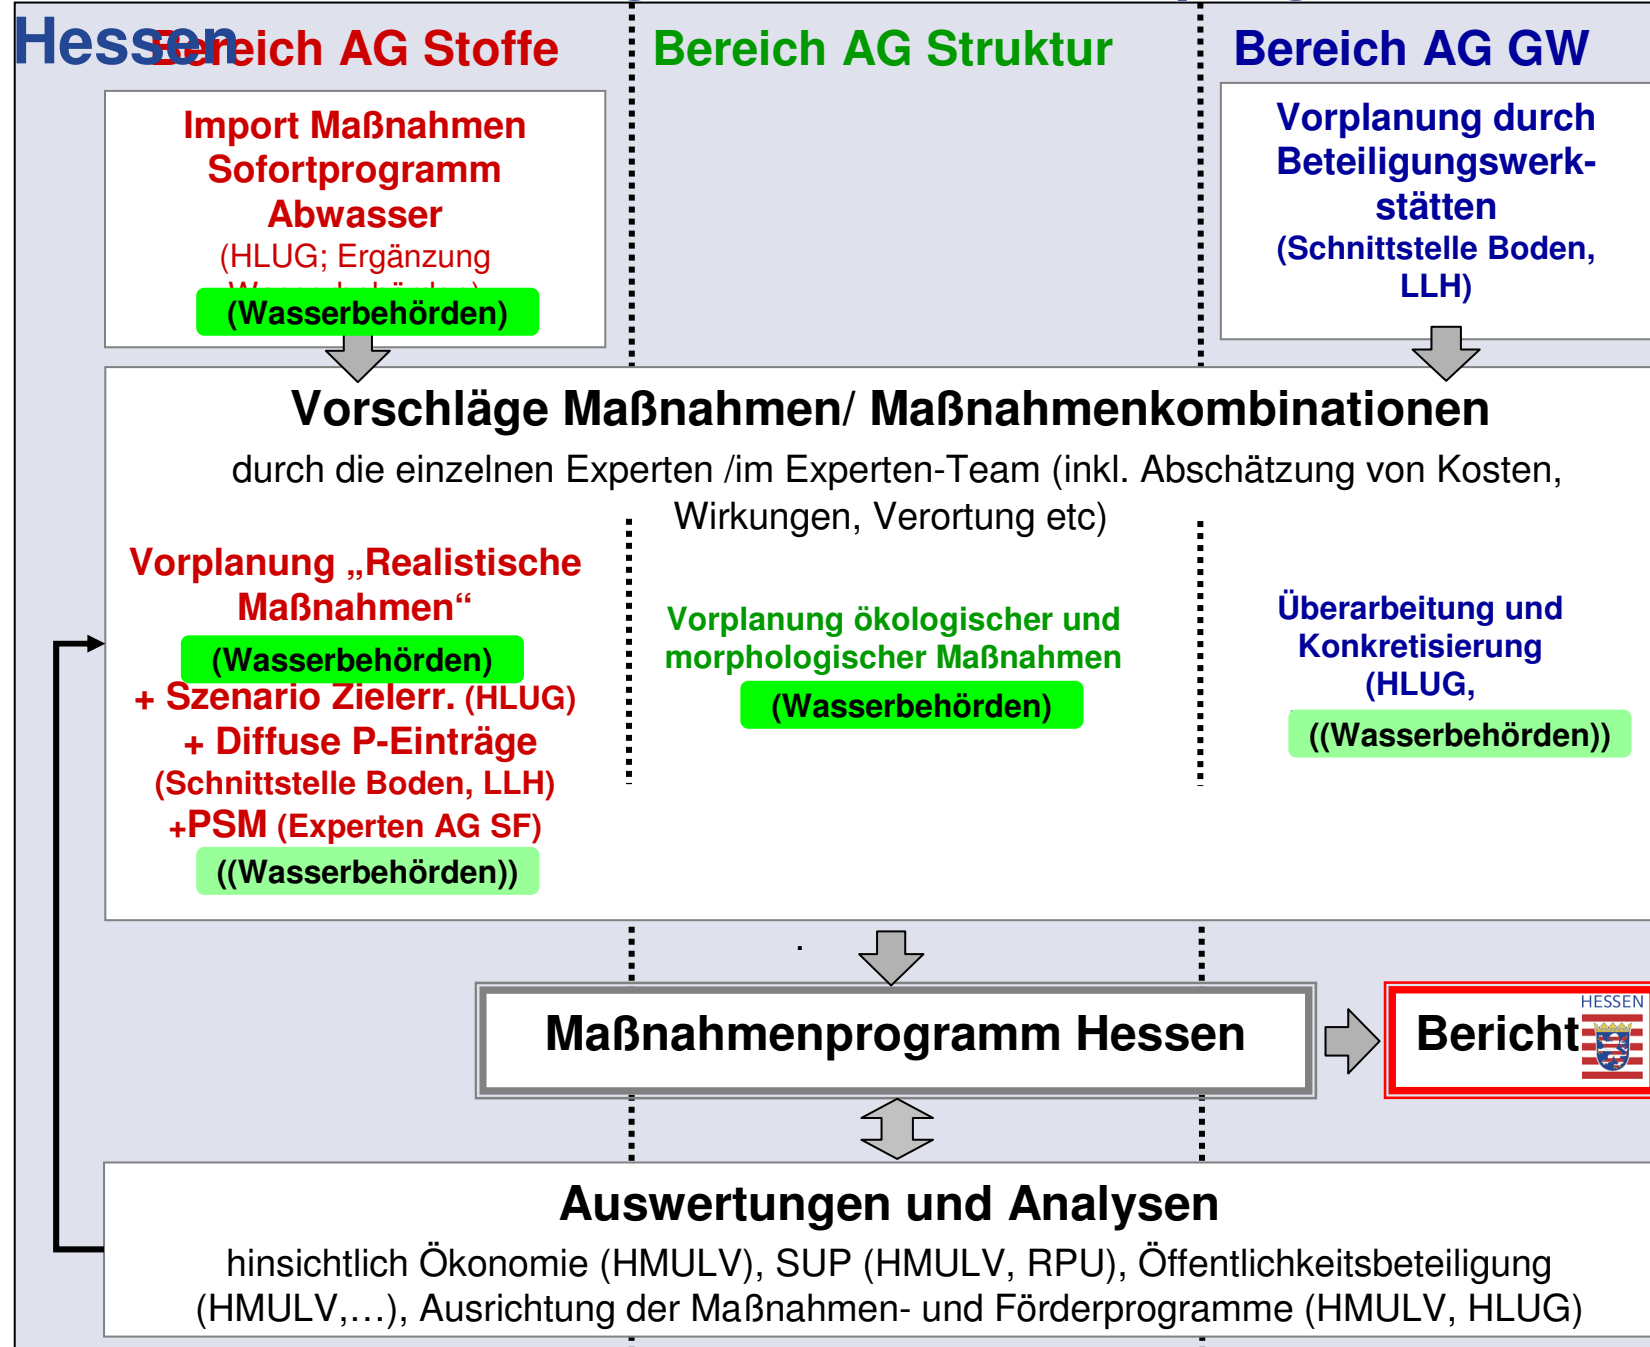 Hessen
Bereich AG Stoffe
Bereich AG Struktur
Bereich AG GW
Import Maßnahmen
Sofortprogramm
Abwasser
(HLUG; Ergänzung
(Wasserbehörden)
Vorplanung durch
Beteiligungswerk-
stätten
(Schnittstelle Boden,
LLH)
Vorschläge Maßnahmen/ Maßnahmenkombinationen
durch die einzelnen Experten /im Experten-Team (inkl. Abschätzung von Kosten,
Wirkungen, Verortung etc)
Vorplanung „Realistische
Maßnahmen“
(Wasserbehörden)
+ Szenario Zielerr. (HLUG)
+ Diffuse P-Einträge
(Schnittstelle Boden, LLH)
+PSM (Experten AG SF)
((Wasserbehörden))
Vorplanung ökologischer und
morphologischer Maßnahmen
(Wasserbehörden)
Überarbeitung und
Konkretisierung
(HLUG,
((Wasserbehörden))
.
Maßnahmenprogramm Hessen
Bericht
HESSEN
Auswertungen und Analysen
hinsichtlich Ökonomie (HMULV), SUP (HMULV, RPU), Öffentlichkeitsbeteiligung
(HMULV,…), Ausrichtung der Maßnahmen- und Förderprogramme (HMULV, HLUG)